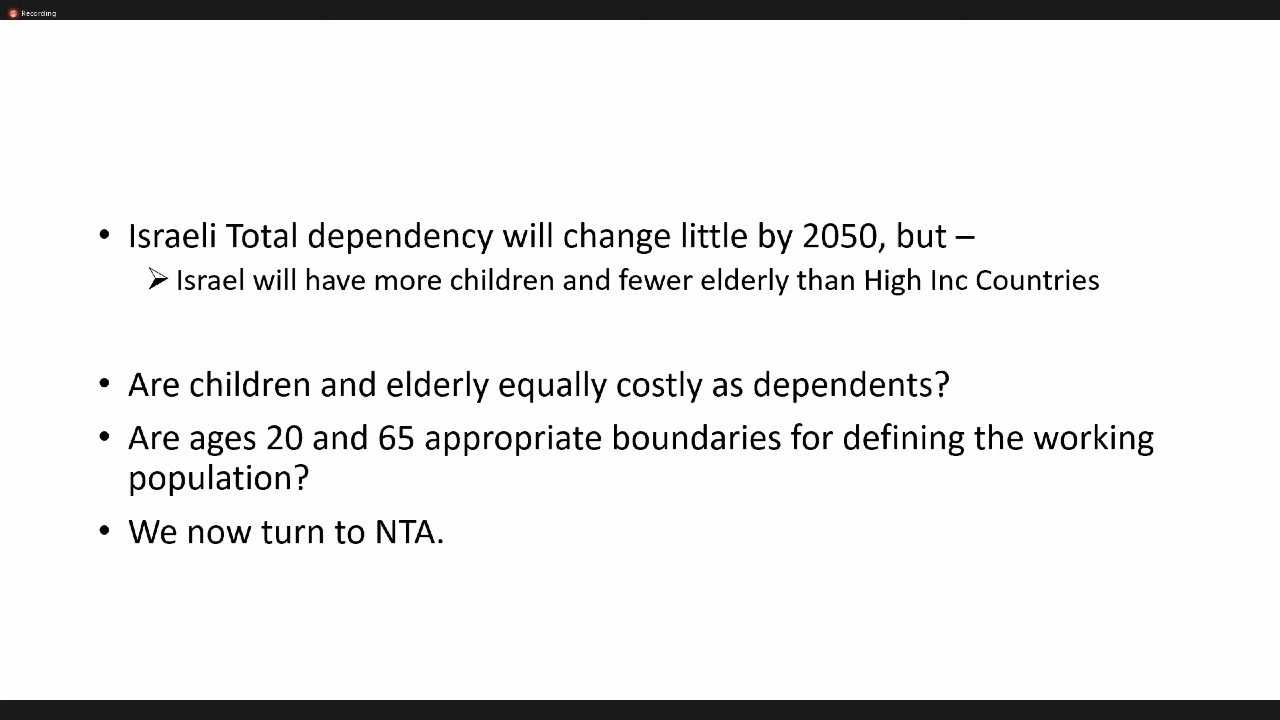 Recording
• Israeli Total dependency will change little by 2050, but –
➢ Israel will have more children and fewer elderly than High Inc Countries
• Are children and elderly equally costly as dependents?
• Are ages 20 and 65 appropriate boundaries for defining the working
population?
• We now turn to NTA.